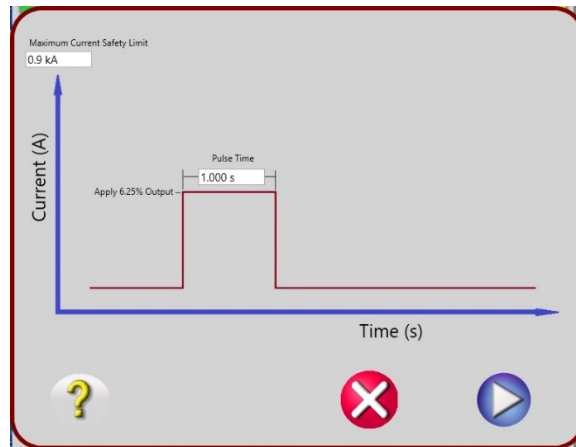 Maximum Current Safety Limit
0.9 kA
Current (A)
Pulse Time
1.000 s
Apply 6.25% Output
Time (s)
?